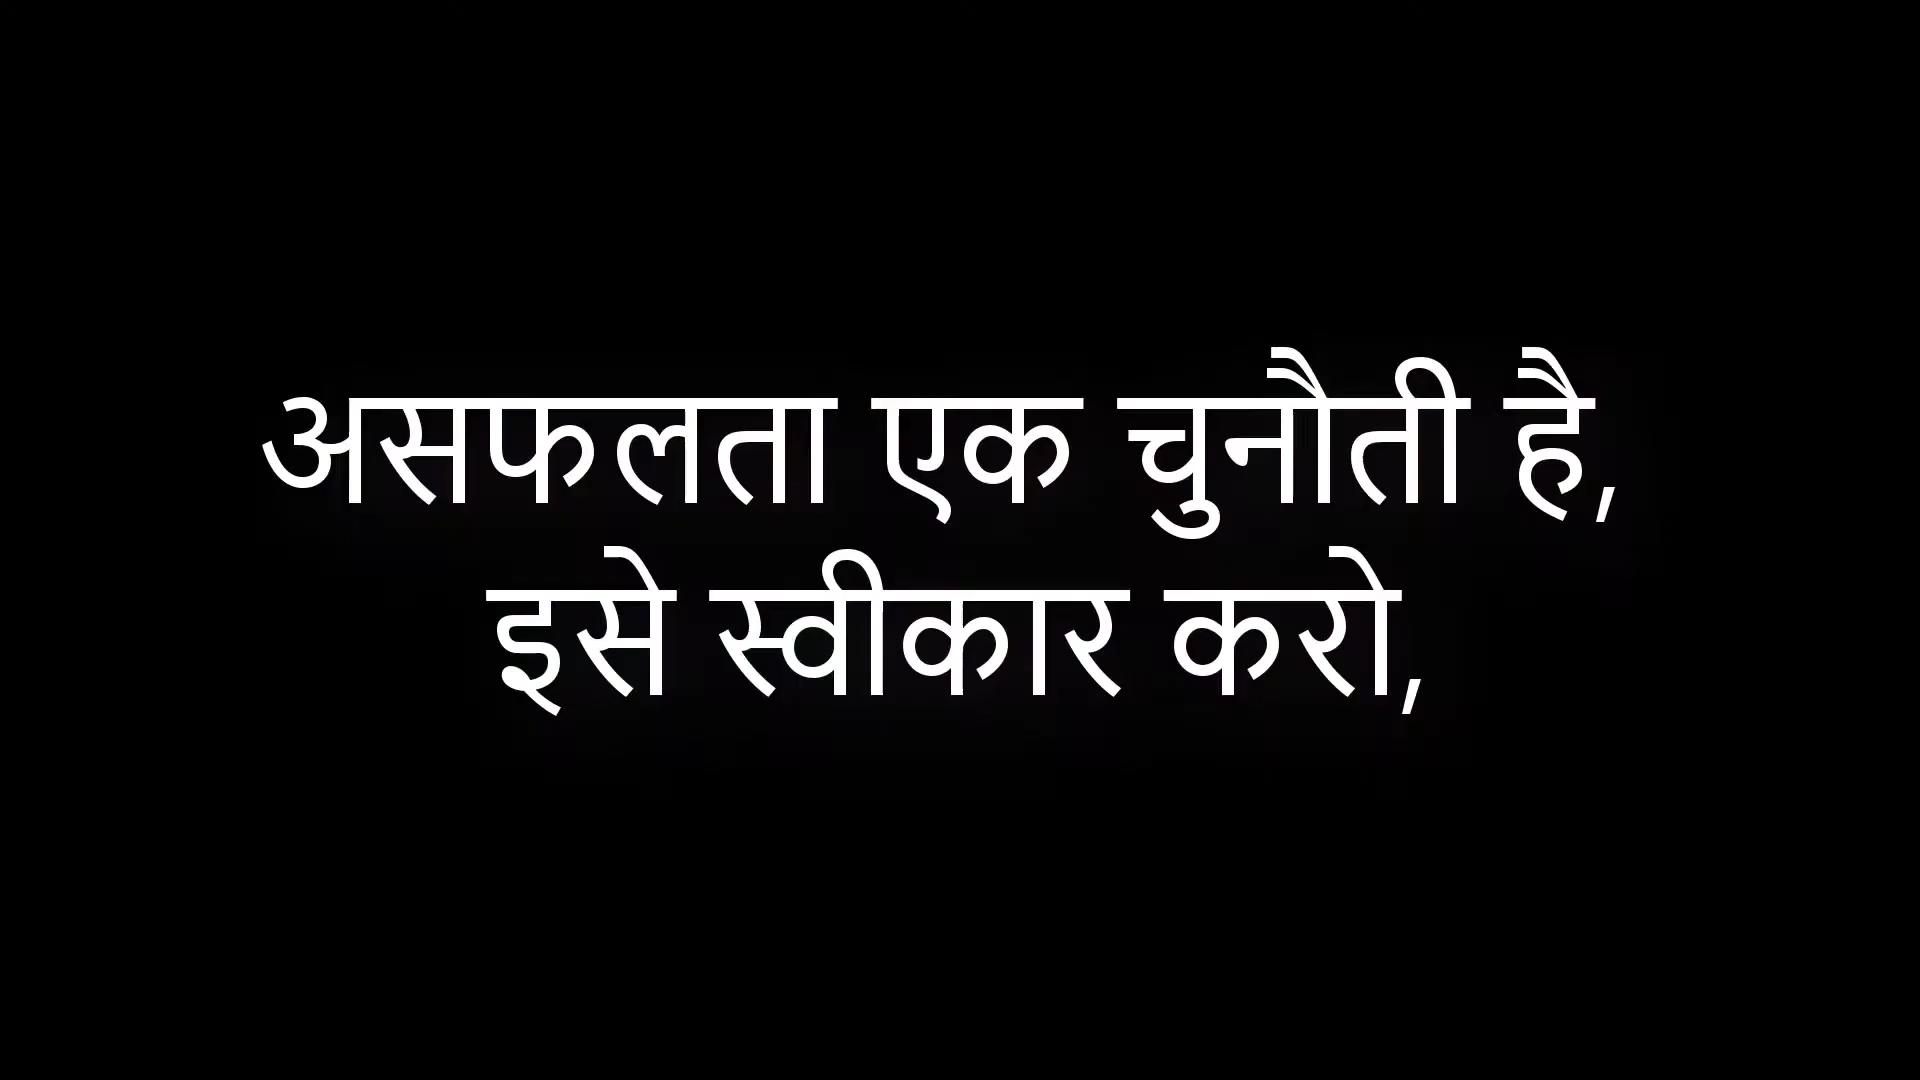 असफलता एक चुनौती है,
इसे स्वीकार करो,